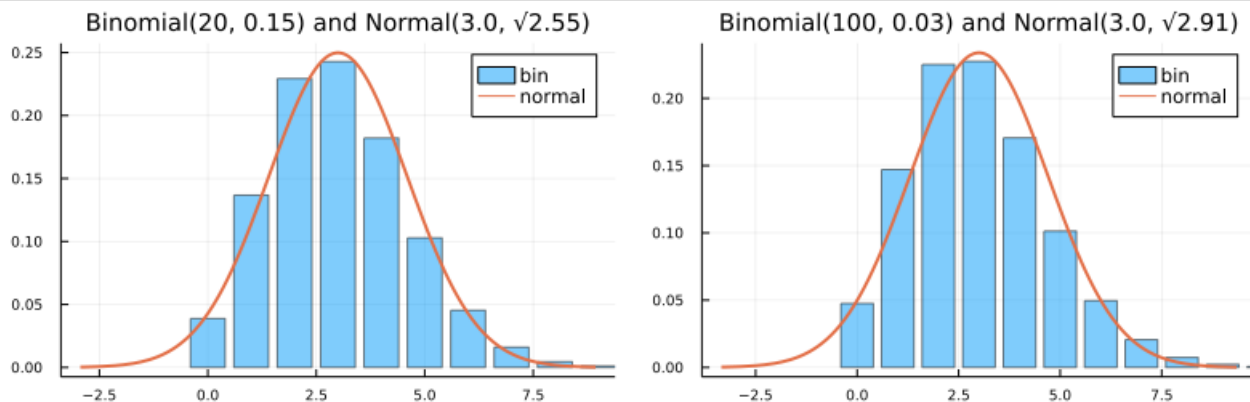 Binomial(20, 0.15) and Normal(3.0, √2.55)
0.25
0.20
0.15
0.10
0.05
0.00
−2.5 0.0 2.5 5.0 7.5
bin
normal
Binomial(100, 0.03) and Normal(3.0, √2.91)
0.20
0.15
0.10
0.05
0.00
−2.5 0.0 2.5 5.0 7.5
bin
normal